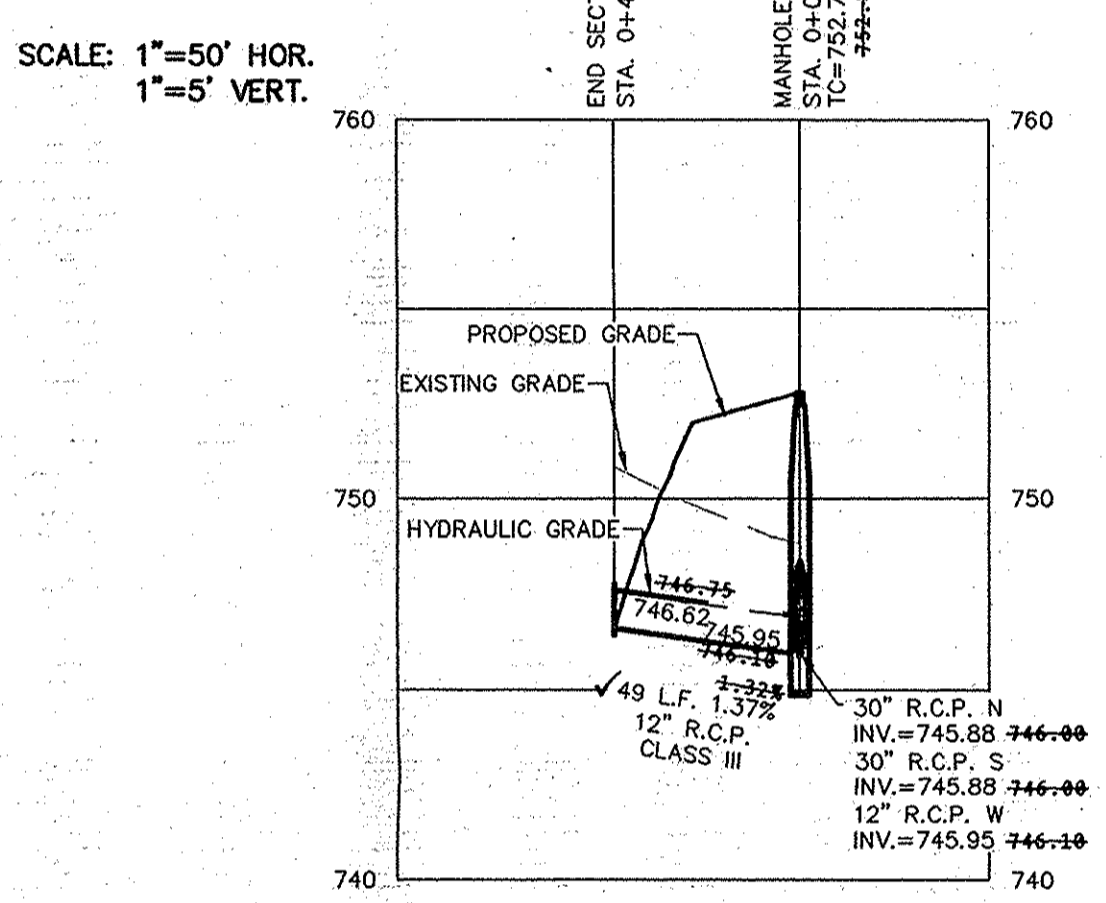 SCALE: 1"=50' HOR.
1"=5' VERT.
END SECT
STA. 0+4
MANHOLE
STA. 0+0
TC=752.7
752.
760
760
PROPOSED GRADE
EXISTING GRADE
750
750
HYDRAULIC GRADE
746.75
746.62
745.95
746.10
1.32%
✓ 49 L.F. 1.37%
12" R.C.P.
CLASS III
30" R.C.P. N
INV.=745.88 746.00
30" R.C.P. S
INV.=745.88 746.00
12" R.C.P. W
INV.=745.95 746.10
740
740